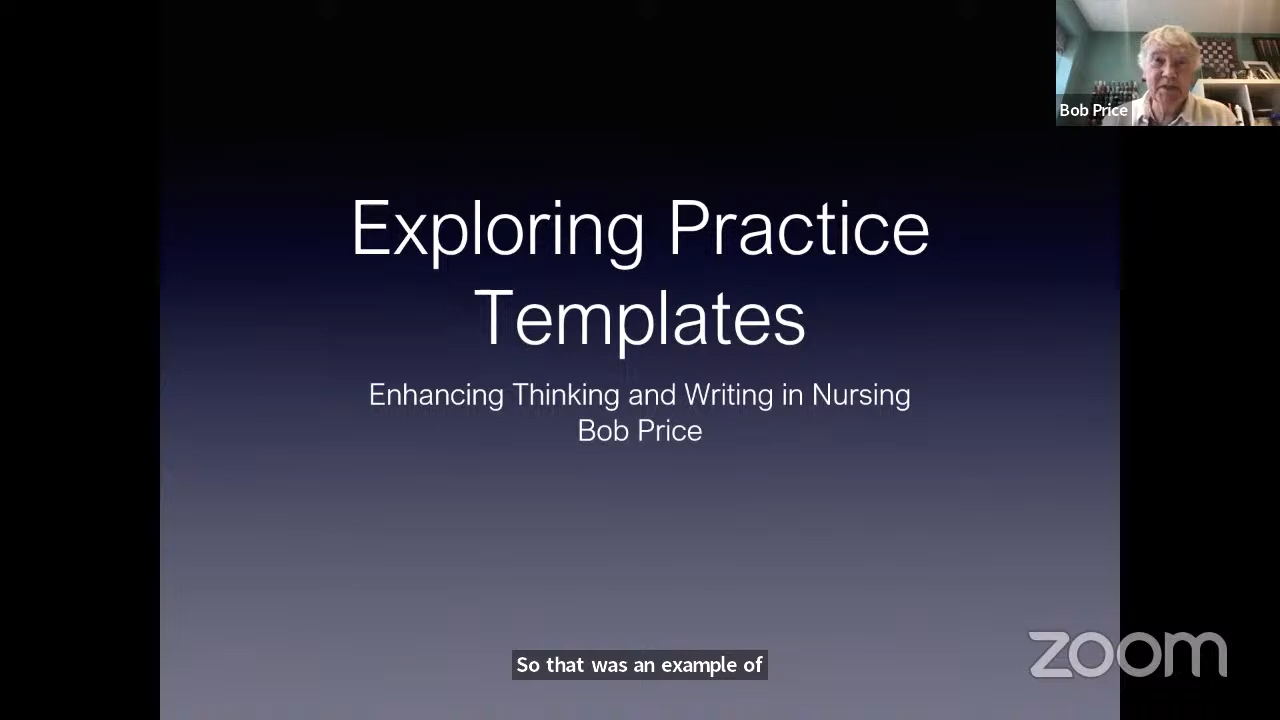 Bob Price
Exploring Practice
Templates
Enhancing Thinking and Writing in Nursing
Bob Price
So that was an example of
zoom